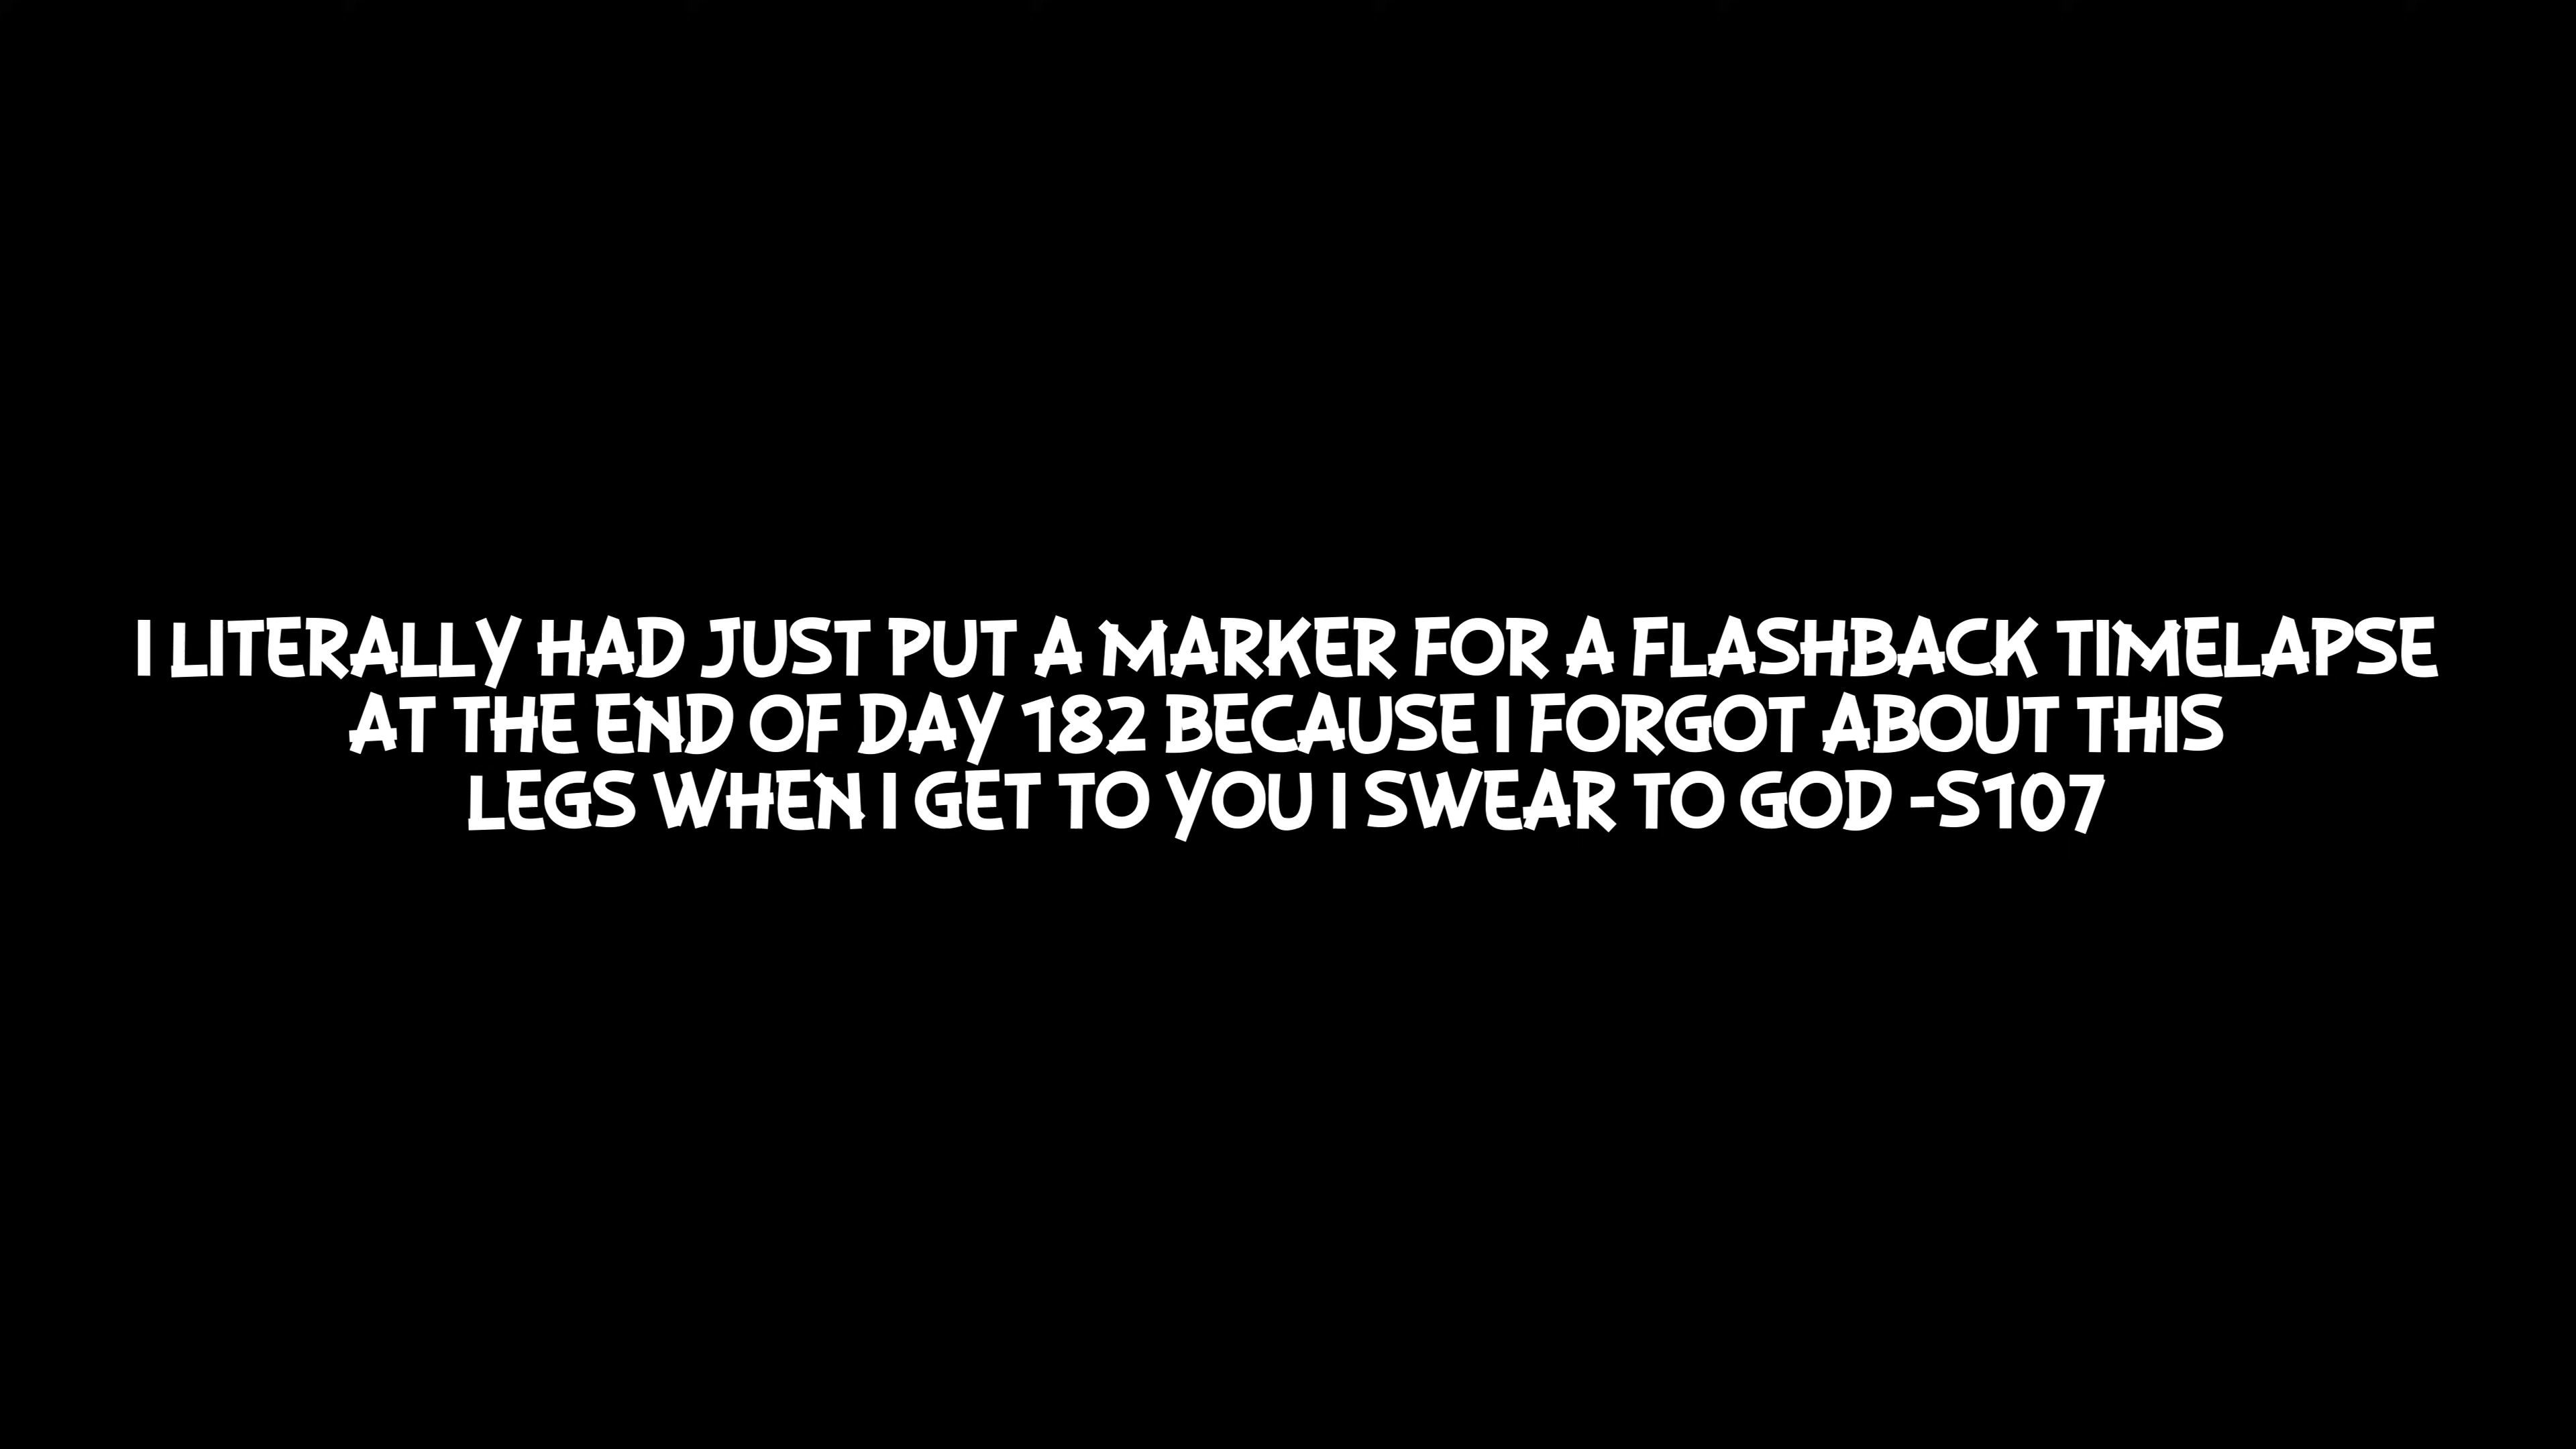 I LITERALLY HAD JUST PUT A MARKER FOR A FLASHBACK TIMELAPSE
AT THE END OF DAY 182 BECAUSE I FORGOT ABOUT THIS
LEGS WHEN I GET TO YOU I SWEAR TO GOD -S107